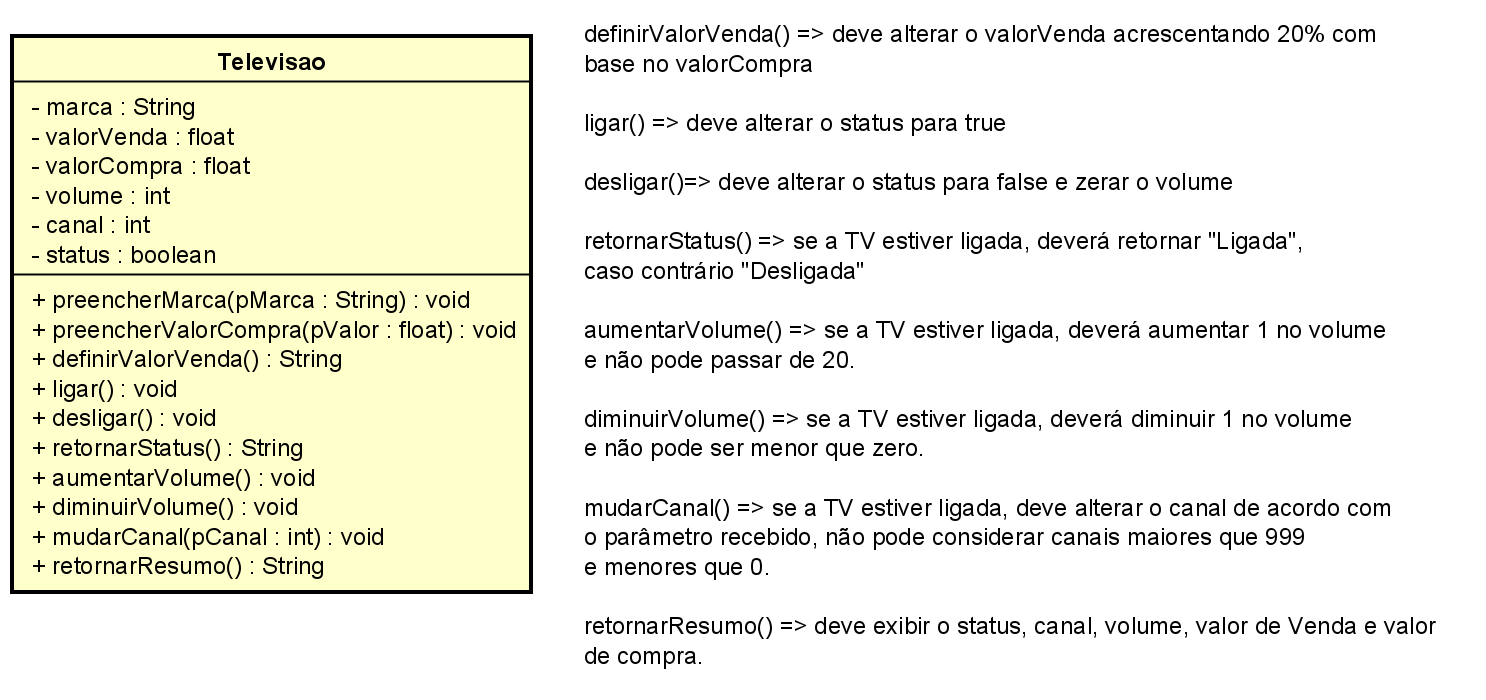 Televisao
- marca : String
- valorVenda : float
- valorCompra : float
- volume : int
- canal : int
- status : boolean
+ preencherMarca(pMarca : String) : void
+ preencherValorCompra(pValor : float) : void
+ definirValorVenda() : String
+ ligar() : void
+ desligar() : void
+ retornarStatus() : String
+ aumentarVolume() : void
+ diminuirVolume() : void
+ mudarCanal(pCanal : int) : void
+ retornarResumo() : String
definirValorVenda() => deve alterar o valorVenda acrescentando 20% com
base no valorCompra
ligar() => deve alterar o status para true
desligar()=> deve alterar o status para false e zerar o volume
retornarStatus() => se a TV estiver ligada, deverá retornar "Ligada",
caso contrário "Desligada"
aumentarVolume() => se a TV estiver ligada, deverá aumentar 1 no volume
e não pode passar de 20.
diminuirVolume() => se a TV estiver ligada, deverá diminuir 1 no volume
e não pode ser menor que zero.
mudarCanal() => se a TV estiver ligada, deve alterar o canal de acordo com
o parâmetro recebido, não pode considerar canais maiores que 999
e menores que 0.
retornarResumo() => deve exibir o status, canal, volume, valor de Venda e valor
de compra.